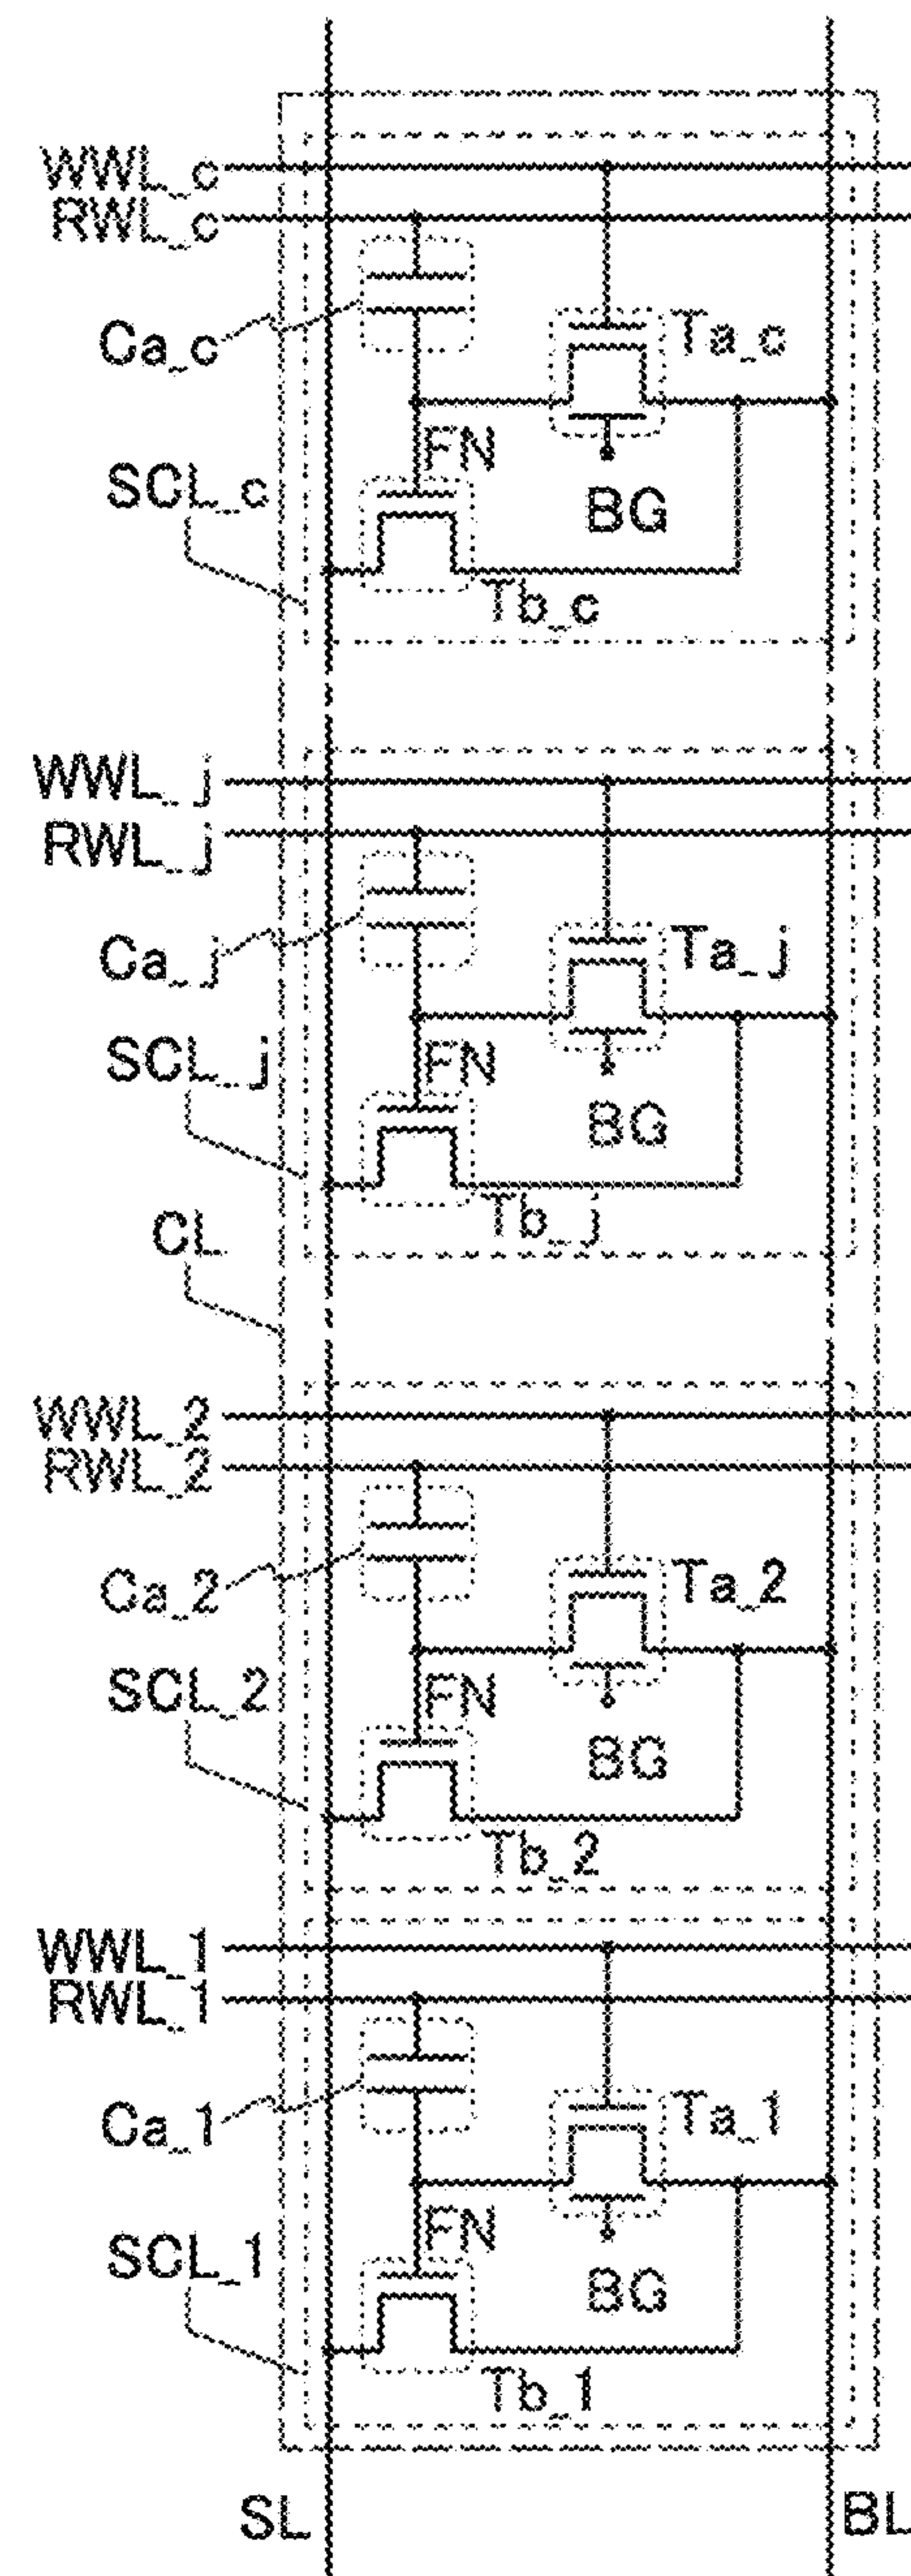 WWL_c
RWL_c
Ca_c
Ta_c
FN
SCL_c
BG
Tb_c
WWL_j
RWL_j
Ca_j
Ta_j
SCL_j
FN
BG
Tb_j
CL
WWL_2
RWL_2
Ca_2
Ta_2
SCL_2
FN
BG
Tb_2
WWL_1
RWL_1
Ca_1
Ta_1
FN
SCL_1
BG
Tb_1
SL
BL